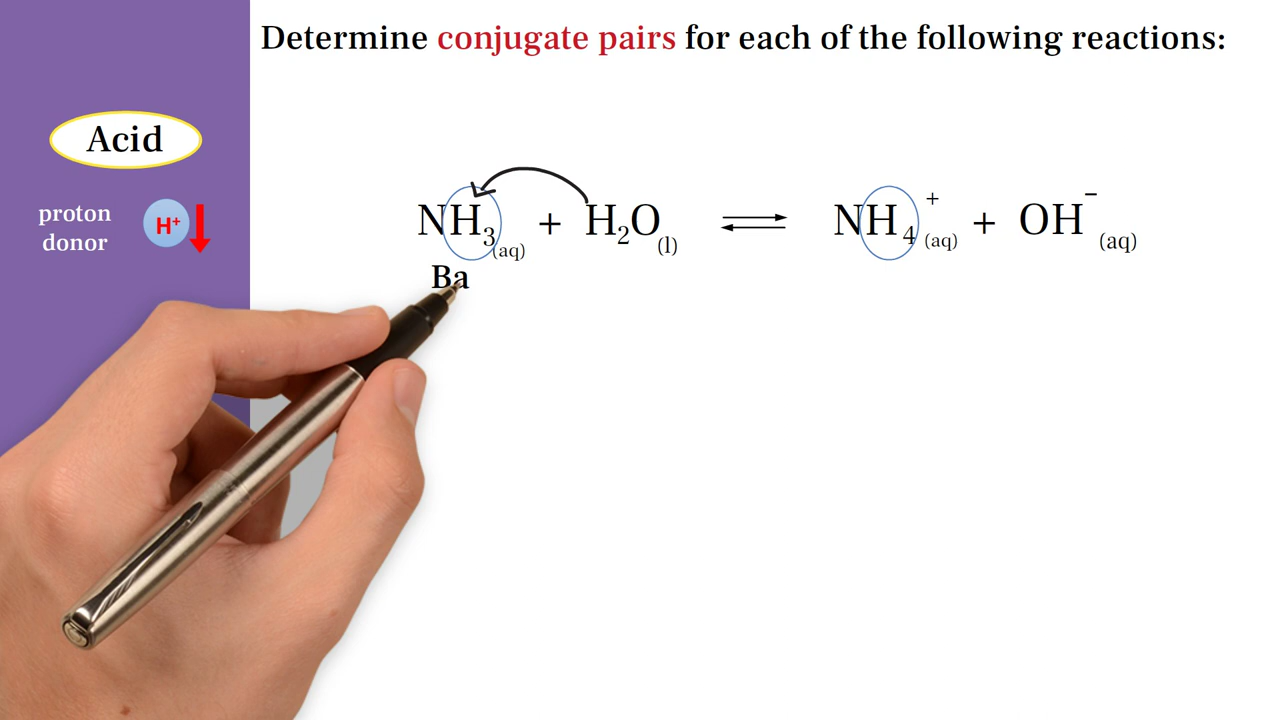 Determine conjugate pairs for each of the following reactions:
Acid
proton
donor
H⁺
NH₃(aq) + H₂O(l) ⇌ NH₄⁺(aq) + OH⁻(aq)
Ba